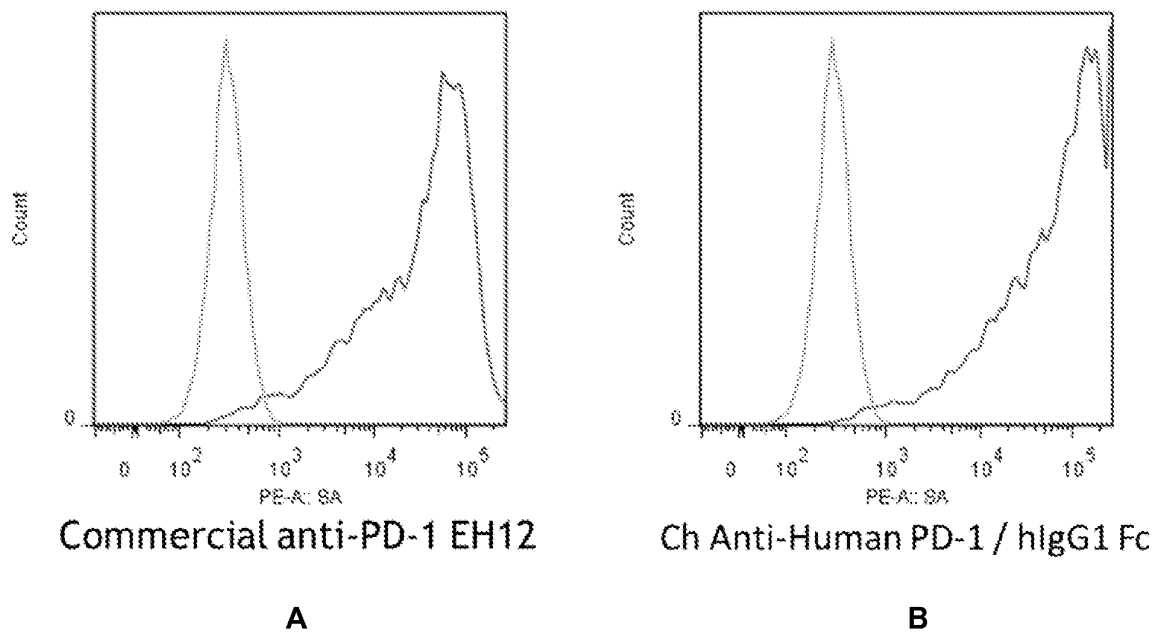 Count
0
0 10² 10³ 10⁴ 10⁵
PE-A:: SA
Commercial anti-PD-1 EH12
A
Count
0
0 10² 10³ 10⁴ 10⁵
PE-A:: SA
Ch Anti-Human PD-1 / hIgG1 Fc
B